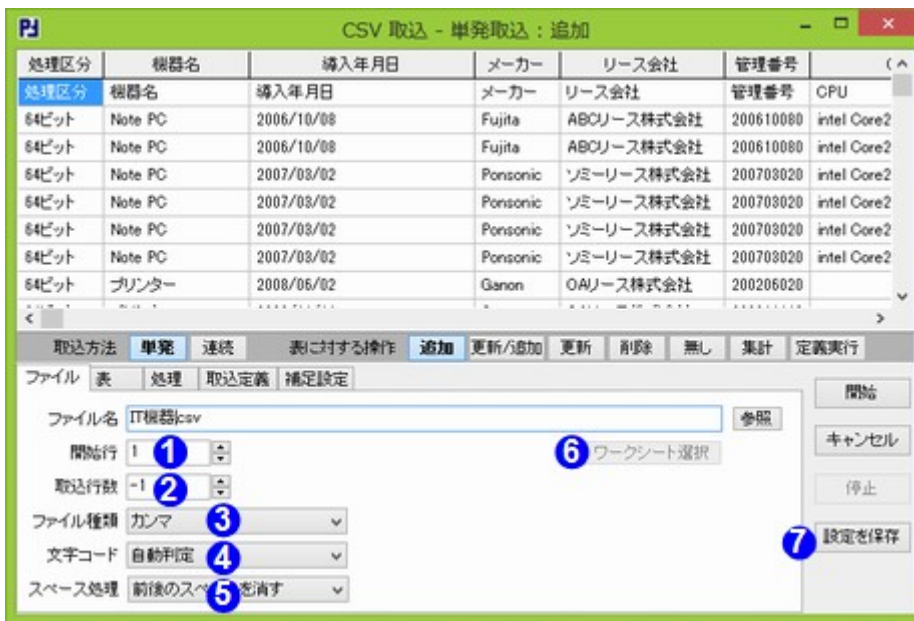 CSV 取込 - 単発取込 : 追加
処理区分 機器名 導入年月日 メーカー リース会社 管理番号 (
処理区分 機器名 導入年月日 メーカー リース会社 管理番号 CPU
64ビット Note PC 2006/10/08 Fujita ABCリース株式会社 200610080 intel Core2
64ビット Note PC 2006/10/08 Fujita ABCリース株式会社 200610080 intel Core2
64ビット Note PC 2007/03/02 Ponsonic ソミーリース株式会社 200703020 intel Core2
64ビット Note PC 2007/03/02 Ponsonic ソミーリース株式会社 200703020 intel Core2
64ビット Note PC 2007/03/02 Ponsonic ソミーリース株式会社 200703020 intel Core2
64ビット Note PC 2007/03/02 Ponsonic ソミーリース株式会社 200703020 intel Core2
64ビット プリンター 2008/06/02 Ganon OAリース株式会社 200206020
取込方法 単発 連続 表に対する操作 追加 更新/追加 更新 削除 無し 集計 定義実行
ファイル 表 処理 取込定義 補足設定
開始
ファイル名 IT機器.csv 参照
キャンセル
開始行 1 1 6 ワークシート選択
取込行数 -1 2
停止
ファイル種類 カンマ 3
7 設定を保存
文字コード 自動判定 4
スペース処理 前後のスペ 5 を消す